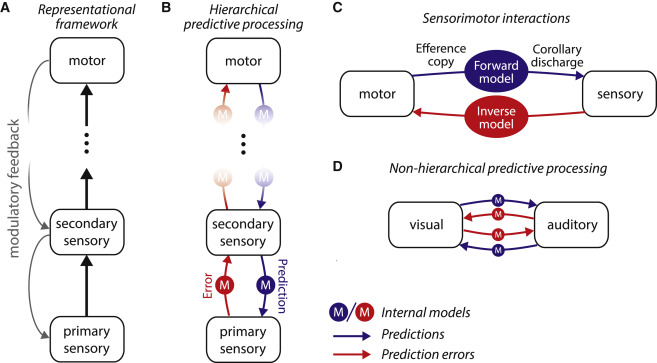 A
Representational
framework
motor
secondary
sensory
primary
sensory
modulatory feedback
B
Hierarchical
predictive processing
motor
M
M
M
M
secondary
sensory
Error
M
M
Prediction
primary
sensory
C
Sensorimotor interactions
Efference
copy
Corollary
discharge
motor
Forward
model
sensory
Inverse
model
D
Non-hierarchical predictive processing
visual
M
M
M
M
auditory
M/M Internal models
Predictions
Prediction errors